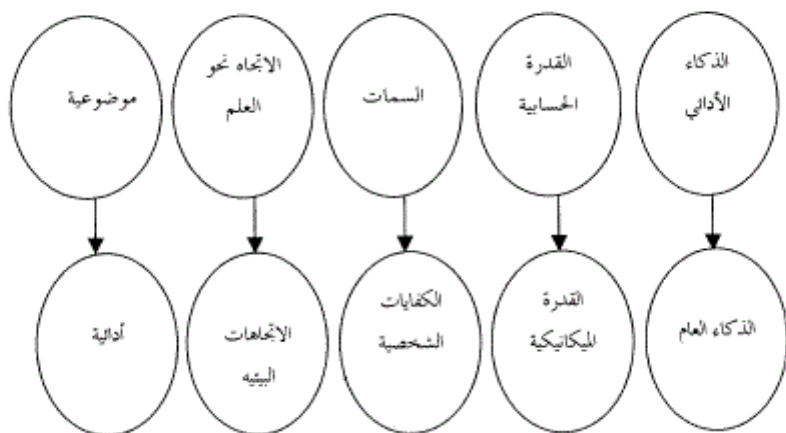 الذكاء
الأدائي
القدرة
الحسابية
السمات
الاتجاه نحو
العلم
موضوعية
الذكاء العام
القدرة
الميكانيكية
الكفايات
الشخصية
الاتجاهات
البيئيه
أدائية